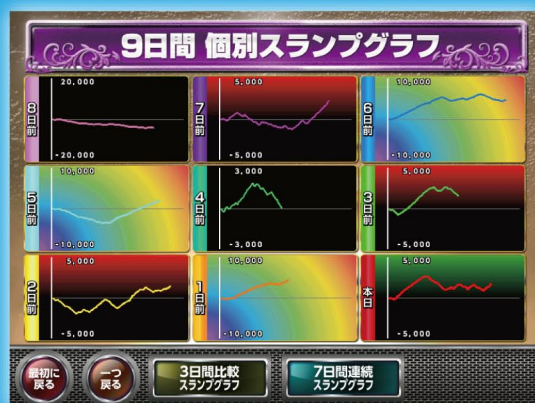 9日間 個別スランプグラフ
8日前
20,000
-20,000
7日前
5,000
-5,000
6日前
10,000
-10,000
5日前
10,000
-10,000
4日前
3,000
-3,000
3日前
5,000
-5,000
2日前
5,000
-5,000
1日前
10,000
-10,000
本日
5,000
-5,000
最初に
戻る
一つ
戻る
3日間比較
スランプグラフ
7日間連続
スランプグラフ